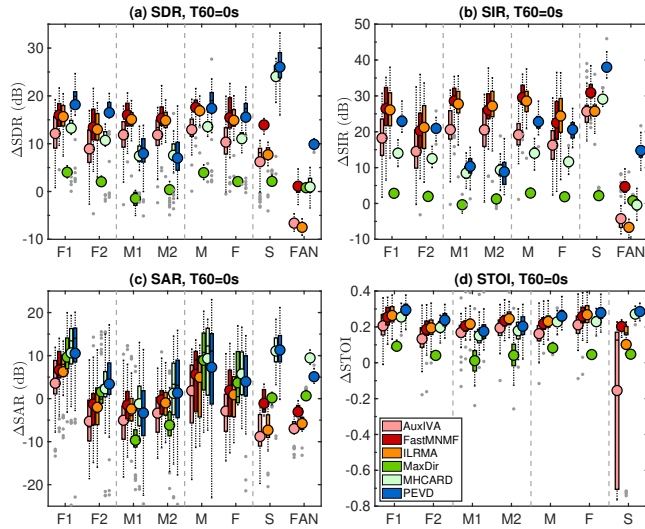 (a) SDR, T60=0s
ΔSDR (dB)
30
20
10
0
-10
F1 F2 M1 M2 M F S FAN
(b) SIR, T60=0s
ΔSIR (dB)
50
40
30
20
10
0
-10
F1 F2 M1 M2 M F S FAN
(c) SAR, T60=0s
ΔSAR (dB)
20
10
0
-10
-20
F1 F2 M1 M2 M F S FAN
(d) STOI, T60=0s
ΔSTOI
0.4
0.2
0
-0.2
-0.4
-0.6
-0.8
AuxIVA
FastMNMF
ILRMA
MaxDir
MHCARD
PEVD
F1 F2 M1 M2 M F S